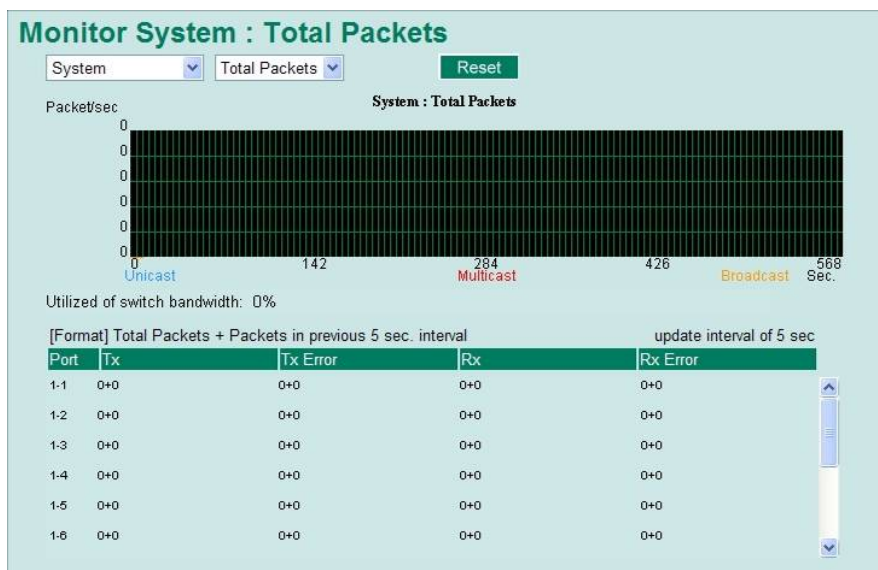 Monitor System : Total Packets
System Total Packets Reset
Packet/sec System : Total Packets
0
0
0
0
0
0
0 142 284 426 568
Unicast Multicast Broadcast Sec.
Utilized of switch bandwidth: 0%
[Format] Total Packets + Packets in previous 5 sec. interval update interval of 5 sec
Port Tx Tx Error Rx Rx Error
1-1 0+0 0+0 0+0 0+0
1-2 0+0 0+0 0+0 0+0
1-3 0+0 0+0 0+0 0+0
1-4 0+0 0+0 0+0 0+0
1-5 0+0 0+0 0+0 0+0
1-6 0+0 0+0 0+0 0+0